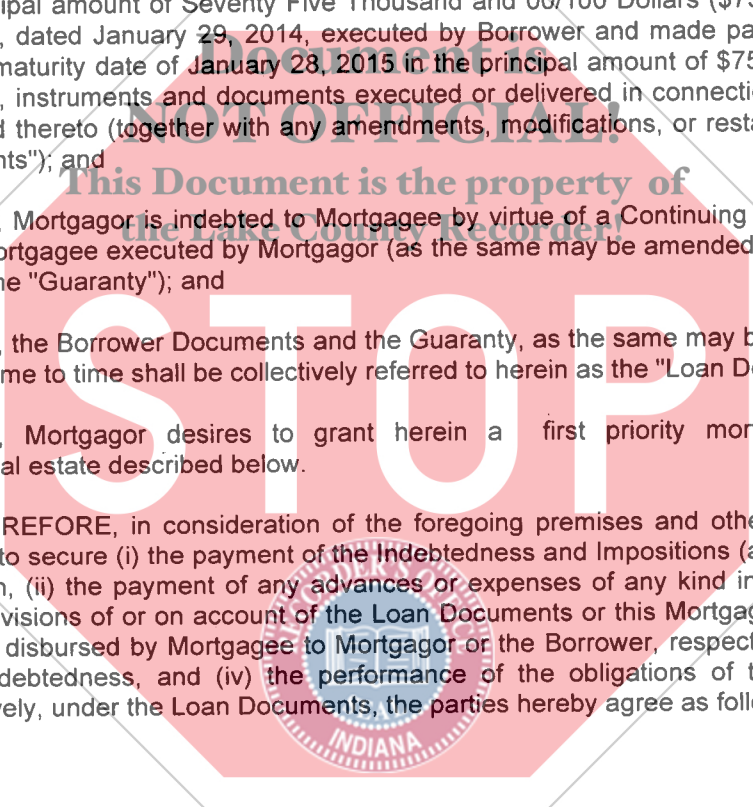 ipal amount of Seventy Five Thousand and 00/100 Dollars ($75
, dated January 29, 2014, executed by Borrower and made pa
Document is
maturity date of January 28, 2015 in the principal amount of $75
, instruments and documents executed or delivered in connecti
NOT OFFICIAL!
d thereto (together with any amendments, modifications, or resta
nts"); and
This Document is the property of
the Lake County Recorder!
. Mortgagor is indebted to Mortgagee by virtue of a Continuing
ortgagee executed by Mortgagor (as the same may be amended
he "Guaranty"); and
, the Borrower Documents and the Guaranty, as the same may b
me to time shall be collectively referred to herein as the "Loan D
STOP
, Mortgagor desires to grant herein a first priority mor
al estate described below.
REFORE, in consideration of the foregoing premises and othe
to secure (i) the payment of the Indebtedness and Impositions (a
n, (ii) the payment of any advances or expenses of any kind in
visions of or on account of the Loan Documents or this Mortgag
disbursed by Mortgagee to Mortgagor or the Borrower, respect
debtedness, and (iv) the performance of the obligations of t
vely, under the Loan Documents, the parties hereby agree as follo
RECORDER'S OFFICE
SEAL
INDIANA